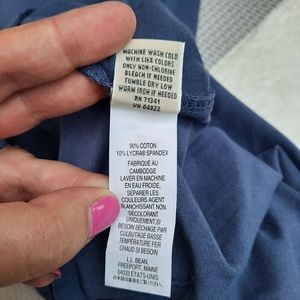 MACHINE WASH COLD
WITH LIKE COLORS
ONLY NON-CHLORINE
BLEACH IF NEEDED
TUMBLE DRY LOW
WARM IRON IF NEEDED
RN 71341
90% COTTON
10% LYCRA® SPANDEX
FABRIQUÉ AU
CAMBODGE
LAVER EN MACHINE
EN EAU FROIDE,
SÉPARER LES
COULEURS AGENT
BLANCHISSANT NON
DÉCOLORANT
UNIQUEMENT, SI
BESOIN SÉCHAGE PAR
CULBUTAGE BASSE
TEMPÉRATURE FER
CHAUD SI BESOIN
L.L. BEAN,
FREEPORT, MAINE
04033 ÉTATS-UNIS